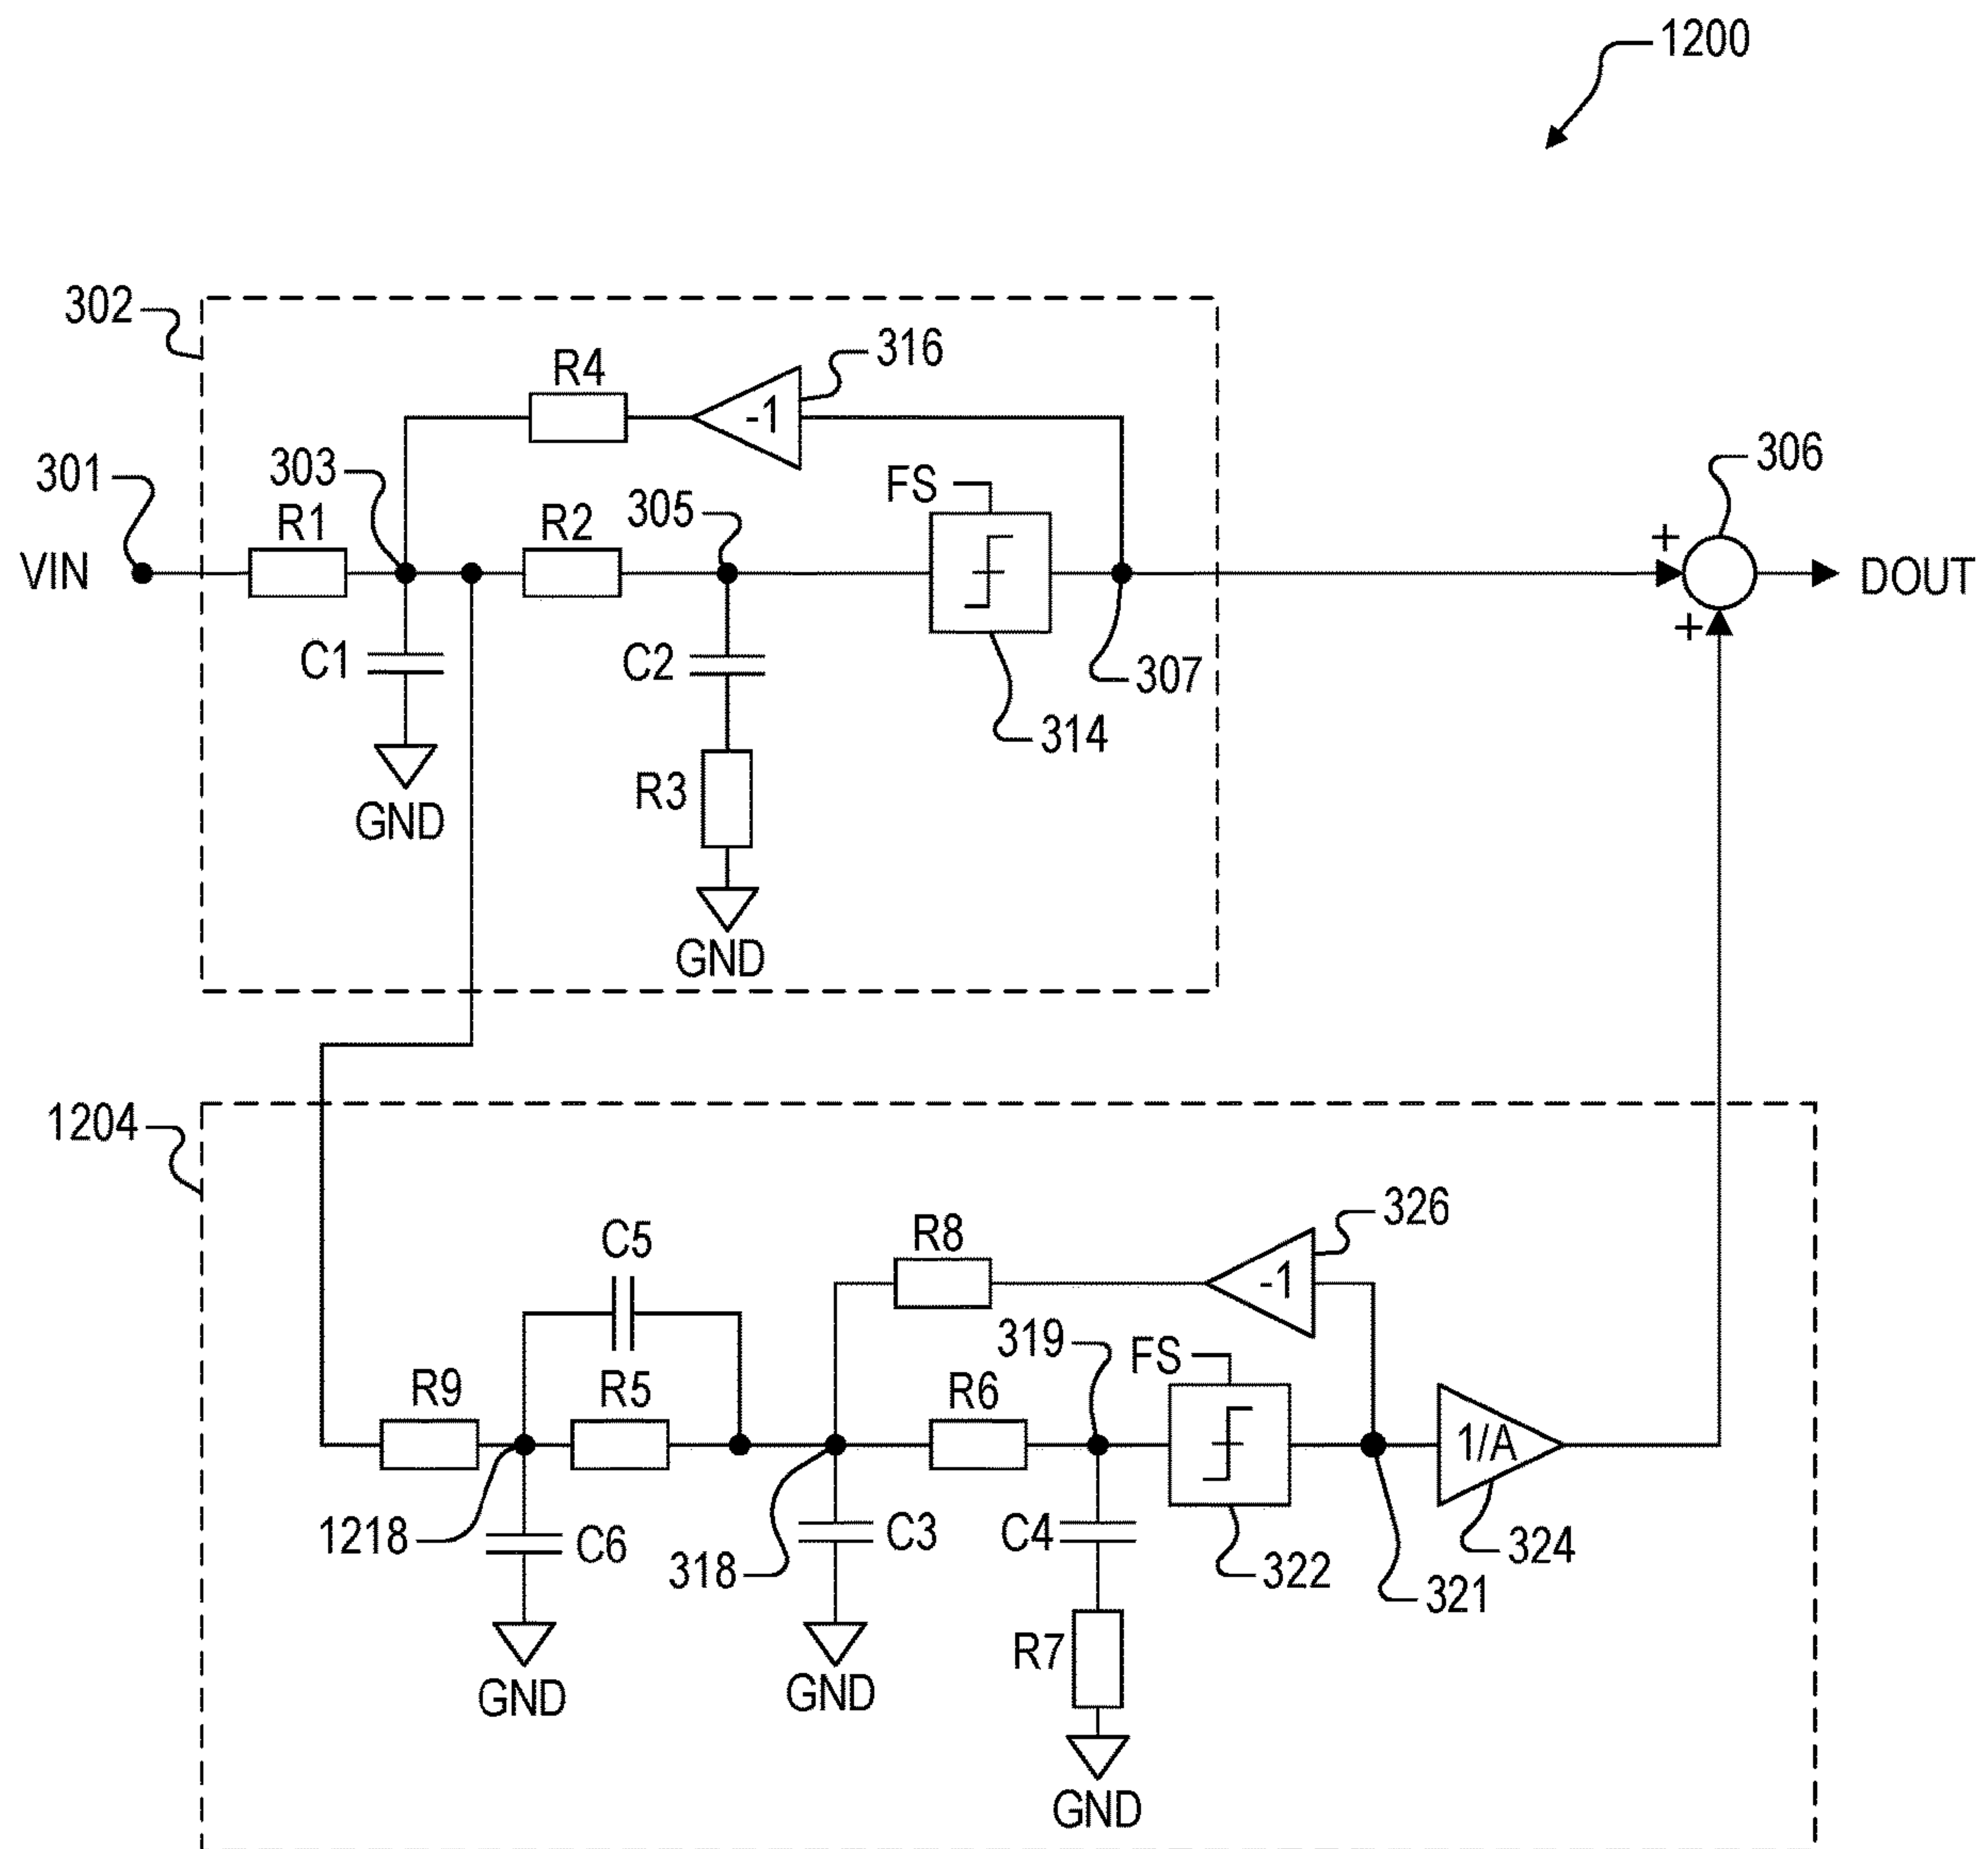 1200
302
R4
-1
316
301
303
R1
R2
305
FS
306
VIN
+
DOUT
C1
C2
+
307
314
R3
GND
GND
1204
C5
R8
-1
326
R9
R5
R6
319
FS
1/A
1218
C6
318
C3
C4
322
321
324
R7
GND
GND
GND